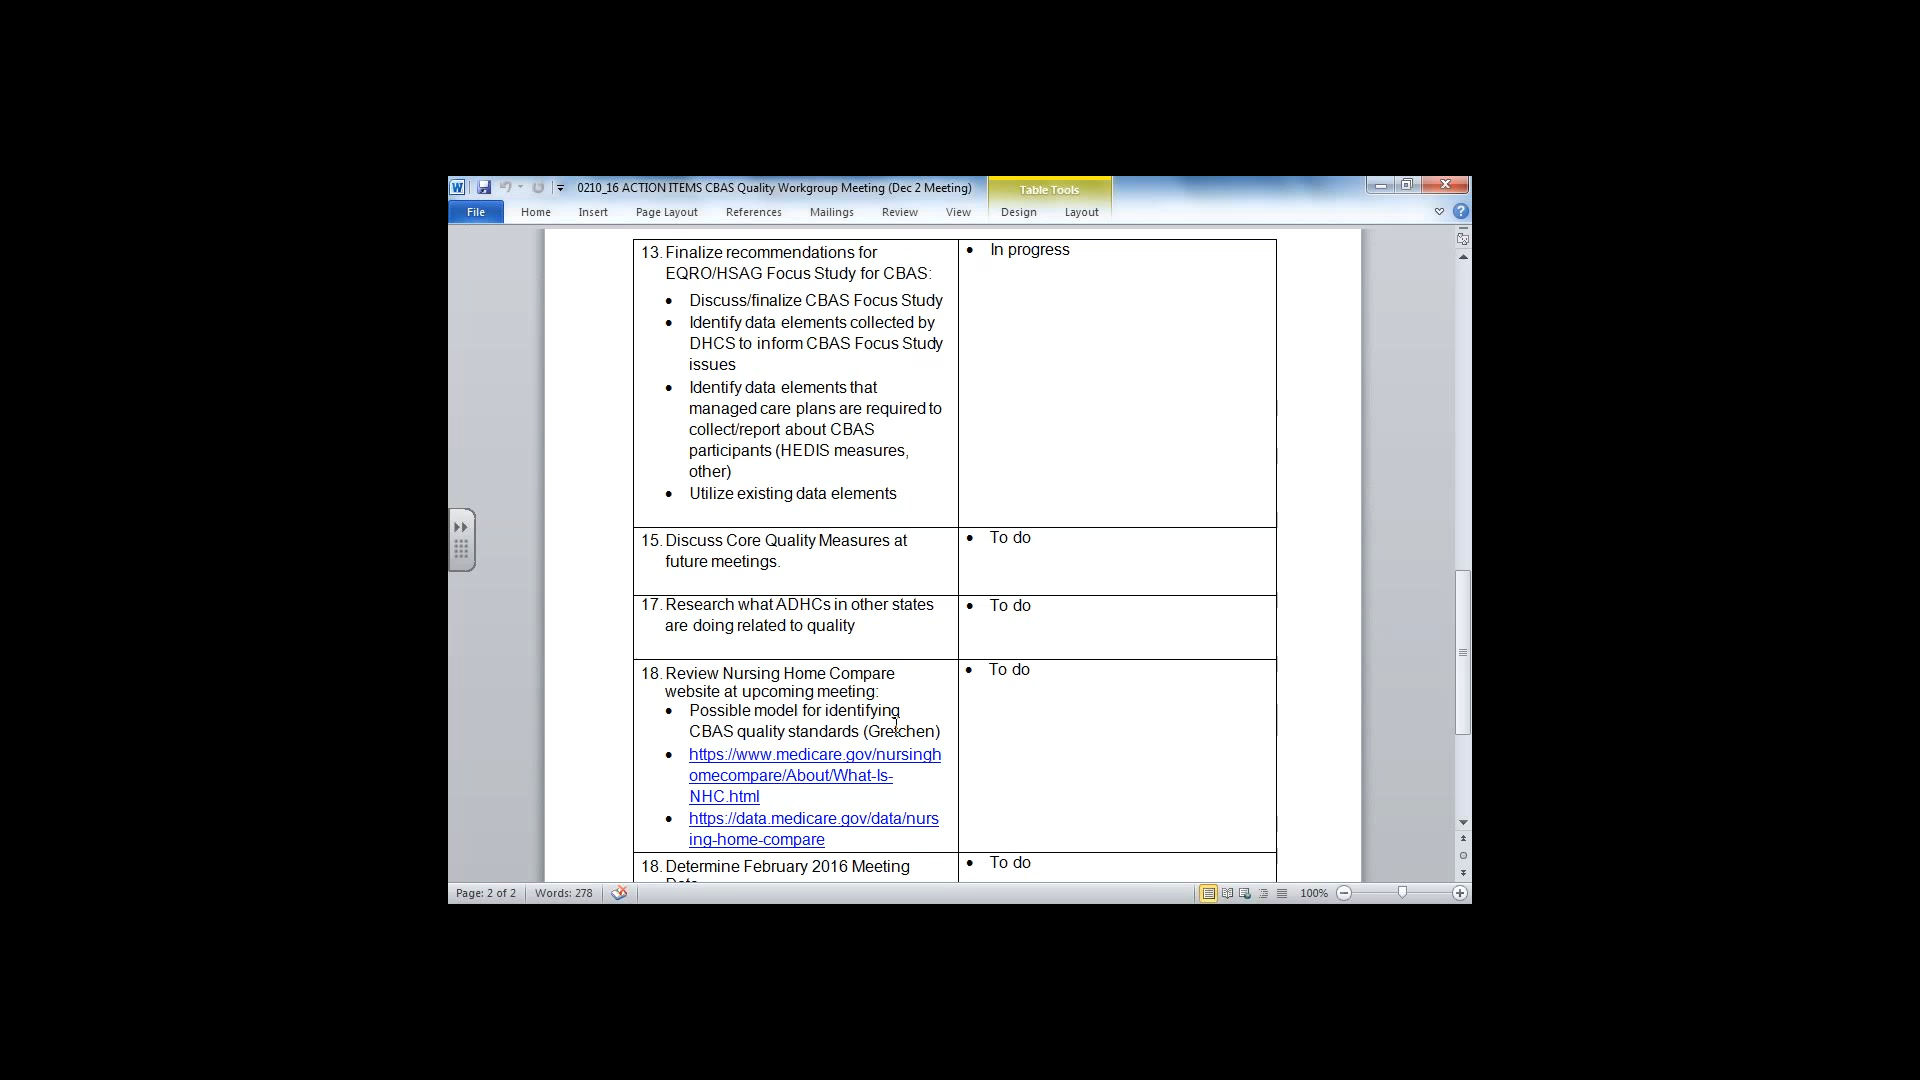 0210_16 ACTION ITEMS CBAS Quality Workgroup Meeting (Dec 2 Meeting)
Table Tools
File Home Insert Page Layout References Mailings Review View Design Layout
13. Finalize recommendations for
EQRO/HSAG Focus Study for CBAS:
• Discuss/finalize CBAS Focus Study
• Identify data elements collected by
DHCS to inform CBAS Focus Study
issues
• Identify data elements that
managed care plans are required to
collect/report about CBAS
participants (HEDIS measures,
other)
• Utilize existing data elements
• In progress
15. Discuss Core Quality Measures at
future meetings.
• To do
17. Research what ADHCs in other states
are doing related to quality
• To do
18. Review Nursing Home Compare
website at upcoming meeting:
• Possible model for identifying
CBAS quality standards (Gretchen)
• https://www.medicare.gov/nursingh
omecompare/About/What-Is-
NHC.html
• https://data.medicare.gov/data/nurs
ing-home-compare
• To do
18. Determine February 2016 Meeting
• To do
Page: 2 of 2 Words: 278 100%